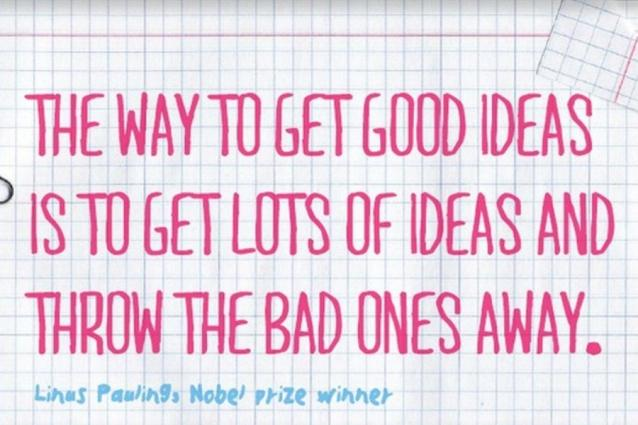 THE WAY TO GET GOOD IDEAS
IS TO GET LOTS OF IDEAS AND
THROW THE BAD ONES AWAY.
Linus Pauling, Nobel prize winner